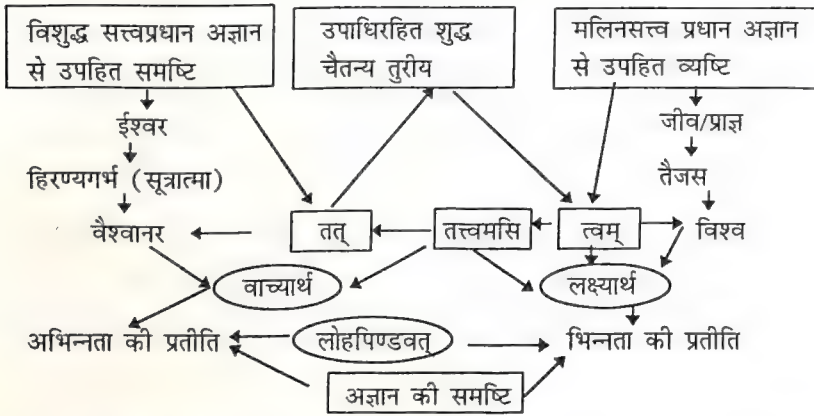 विशुद्ध सत्त्वप्रधान अज्ञान
से उपहित समष्टि
उपाधिरहित शुद्ध
चैतन्य तुरीय
मलिनसत्त्व प्रधान अज्ञान
से उपहित व्यष्टि
ईश्वर
जीव/प्राज्ञ
हिरण्यगर्भ (सूत्रात्मा)
तैजस
वैश्वानर
तत्
तत्त्वमसि
त्वम्
विश्व
वाच्यार्थ
लक्ष्यार्थ
अभिन्नता की प्रतीति
लोहपिण्डवत्
भिन्नता की प्रतीति
अज्ञान की समष्टि